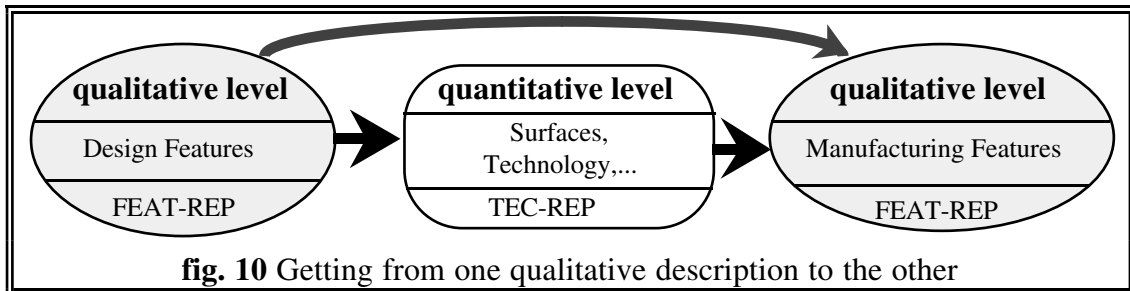 qualitative level
Design Features
FEAT-REP
quantitative level
Surfaces,
Technology,...
TEC-REP
qualitative level
Manufacturing Features
FEAT-REP
fig. 10 Getting from one qualitative description to the other